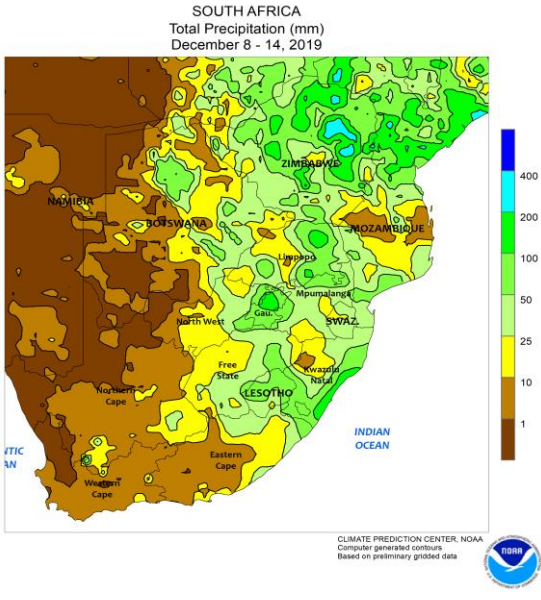 SOUTH AFRICA
Total Precipitation (mm)
December 8 - 14, 2019
ZIMBABWE
NAMIBIA
BOTSWANA
MOZAMBIQUE
Limpopo
Mpumalanga
Gau.
North West
SWAZ.
Free
State
Kwazulu
Natal
Northern
Cape
LESOTHO
Eastern
Cape
Western
Cape
NTIC
AN
INDIAN
OCEAN
400
200
100
50
25
10
1
CLIMATE PREDICTION CENTER, NOAA
Computer generated contours
Based on preliminary gridded data
NOAA